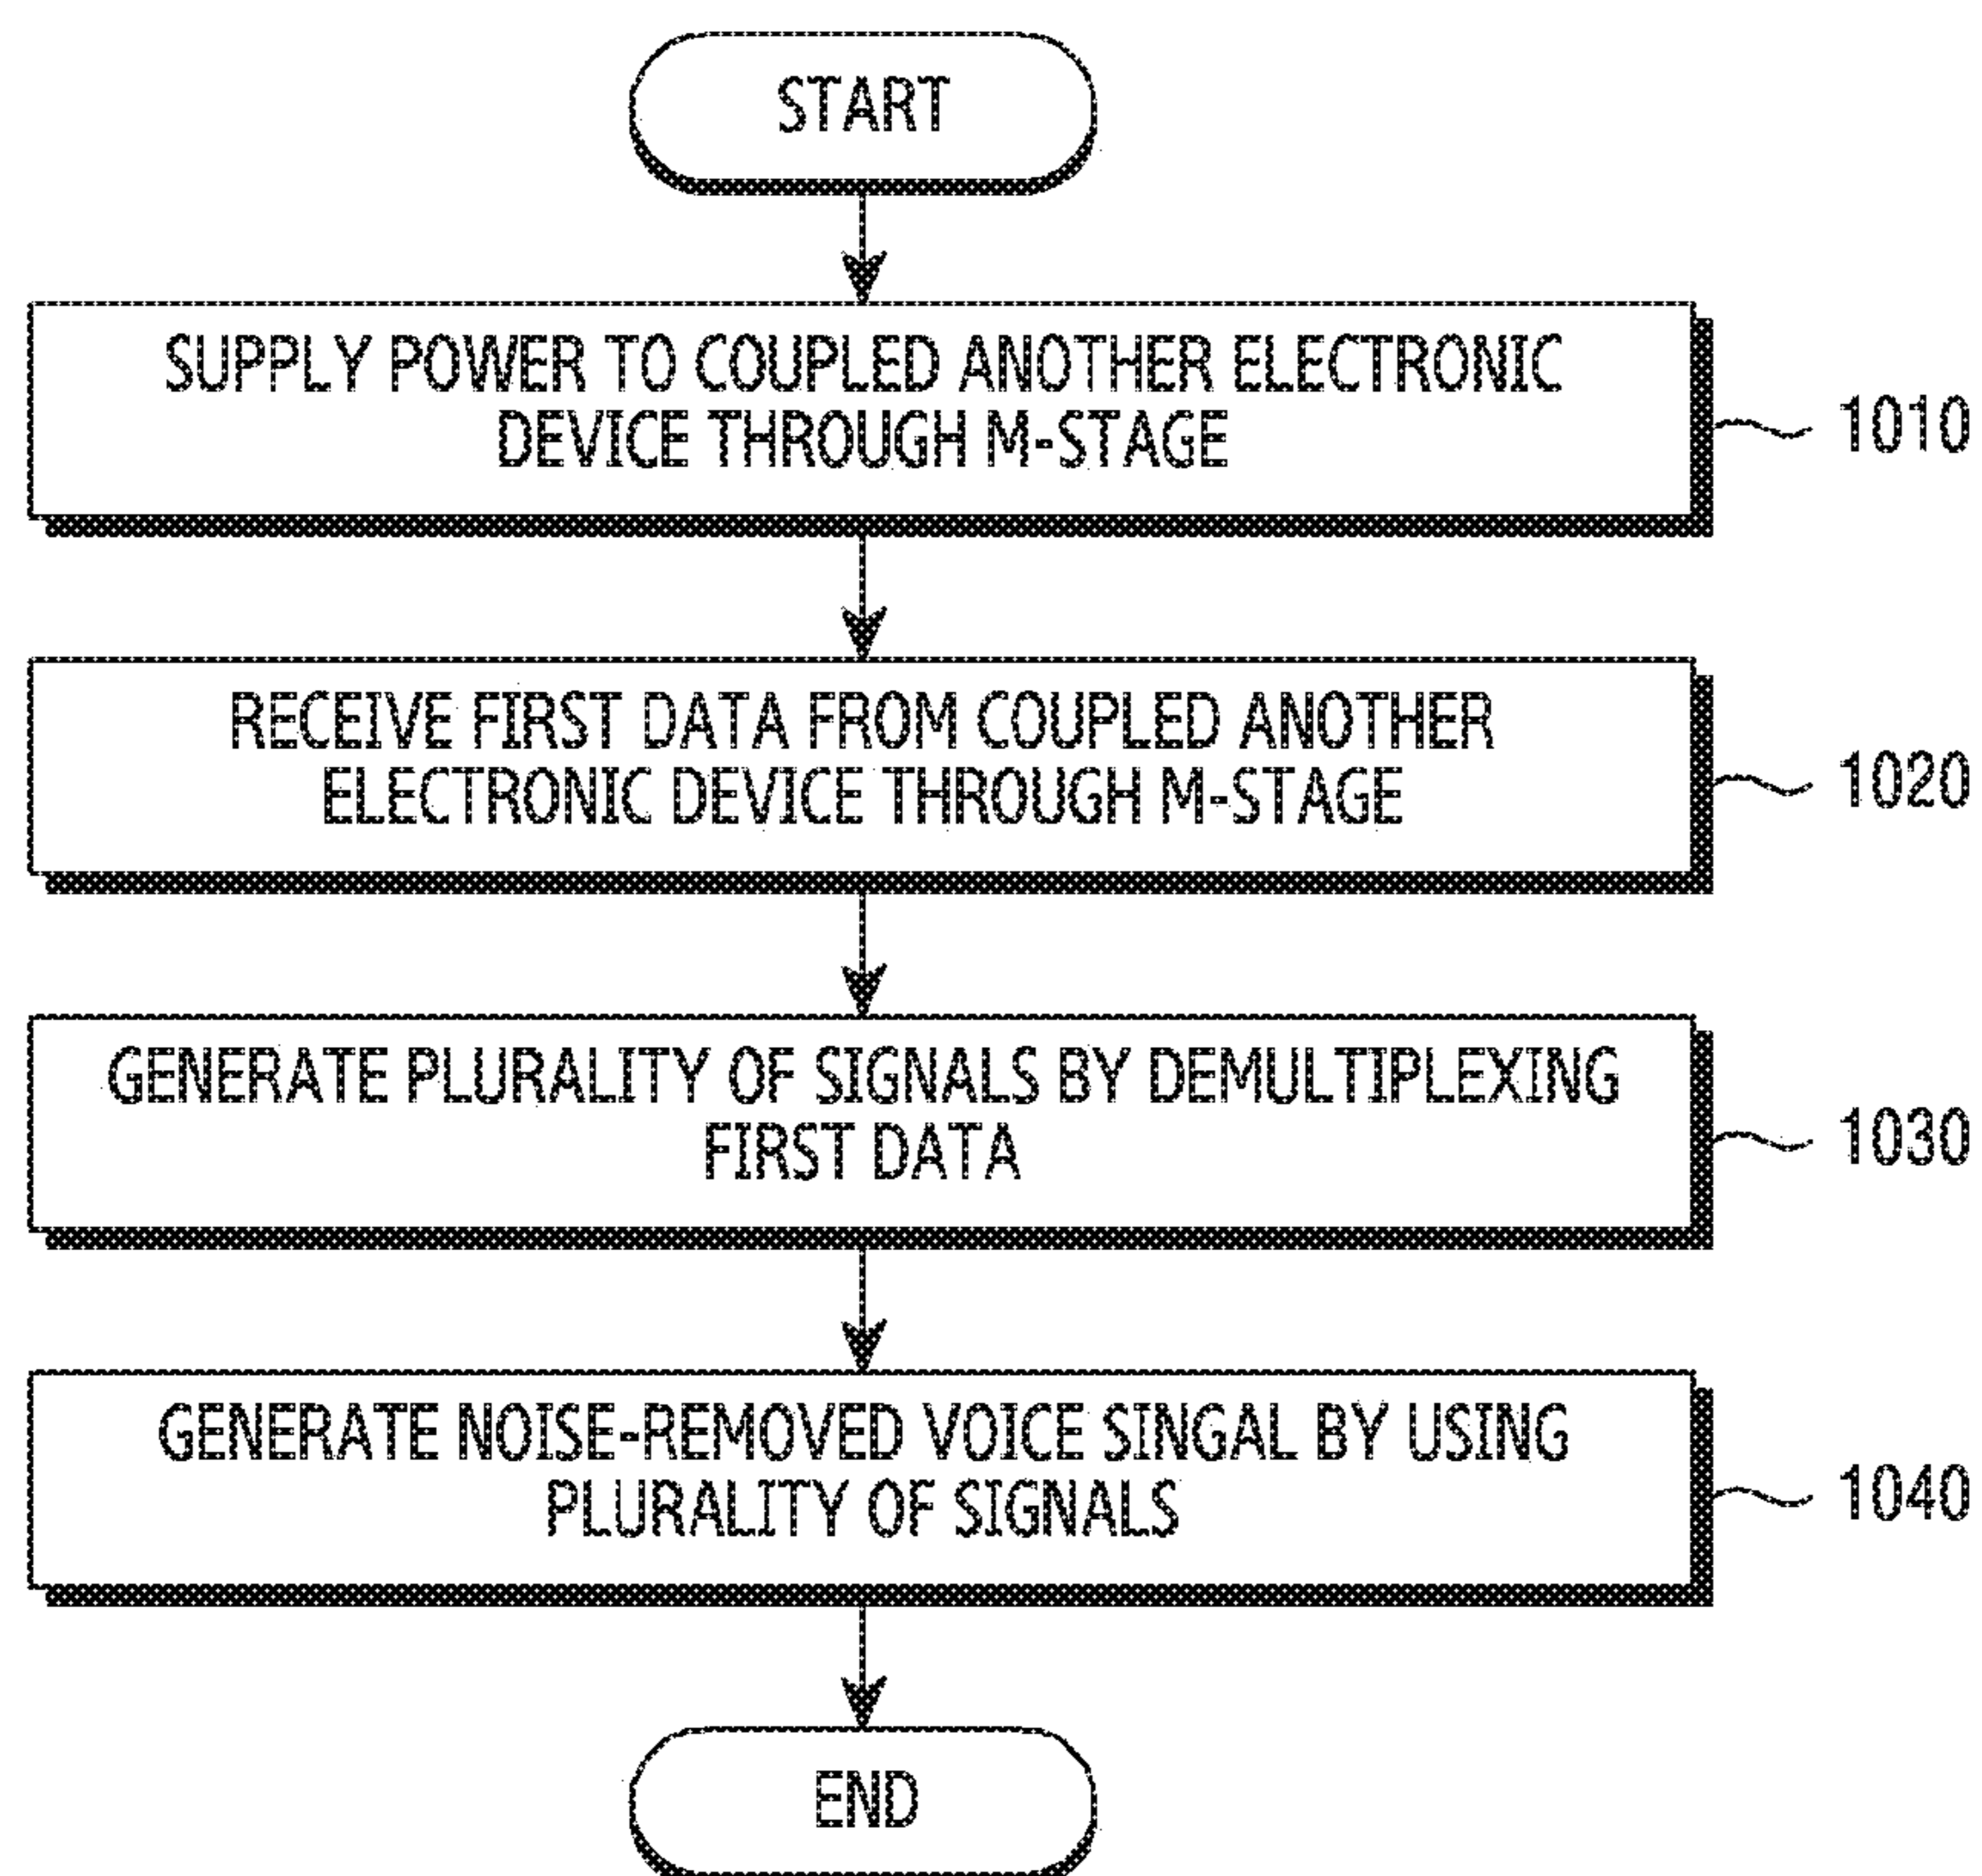 START
SUPPLY POWER TO COUPLED ANOTHER ELECTRONIC
DEVICE THROUGH M-STAGE
1010
RECEIVE FIRST DATA FROM COUPLED ANOTHER
ELECTRONIC DEVICE THROUGH M-STAGE
1020
GENERATE PLURALITY OF SIGNALS BY DEMULTIPLEXING
FIRST DATA
1030
GENERATE NOISE-REMOVED VOICE SINGAL BY USING
PLURALITY OF SIGNALS
1040
END